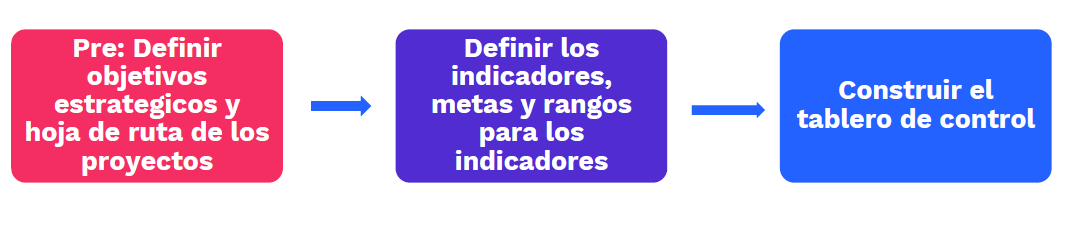 Pre: Definir
objetivos
estrategicos y
hoja de ruta de los
proyectos
Definir los
indicadores,
metas y rangos
para los
indicadores
Construir el
tablero de control